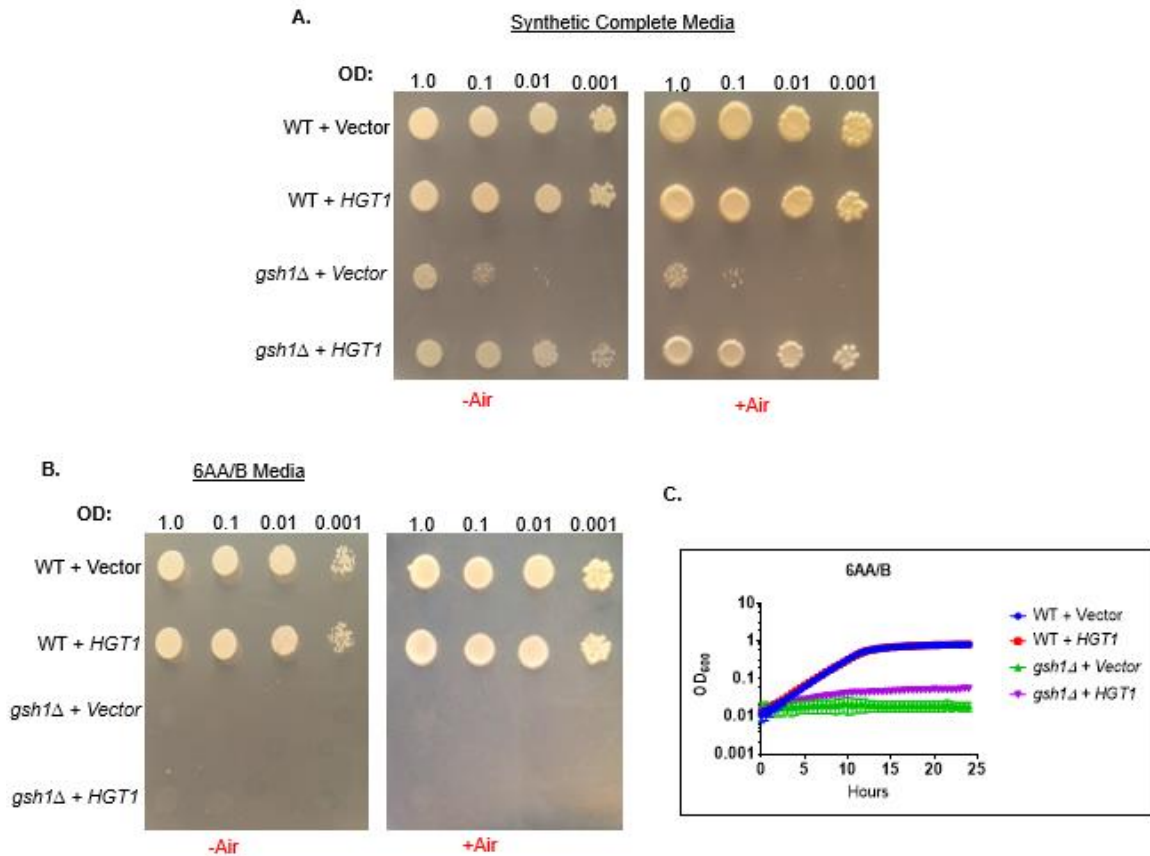 A.
Synthetic Complete Media
OD: 1.0 0.1 0.01 0.001 1.0 0.1 0.01 0.001
WT + Vector
WT + HGT1
gsh1Δ + Vector
gsh1Δ + HGT1
-Air +Air
B.
6AA/B Media
OD: 1.0 0.1 0.01 0.001 1.0 0.1 0.01 0.001
WT + Vector
WT + HGT1
gsh1Δ + Vector
gsh1Δ + HGT1
-Air +Air
C.
6AA/B
OD600
10
1
0.1
0.01
0.001
0 5 10 15 20 25
Hours
WT + Vector
WT + HGT1
gsh1Δ + Vector
gsh1Δ + HGT1